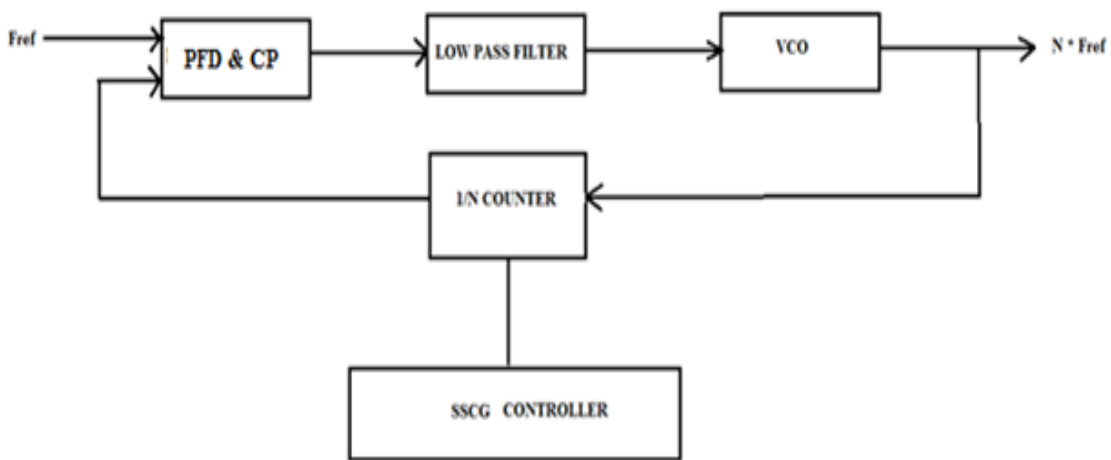 Fref
PFD & CP
LOW PASS FILTER
VCO
N * Fref
1/N COUNTER
SSCG CONTROLLER